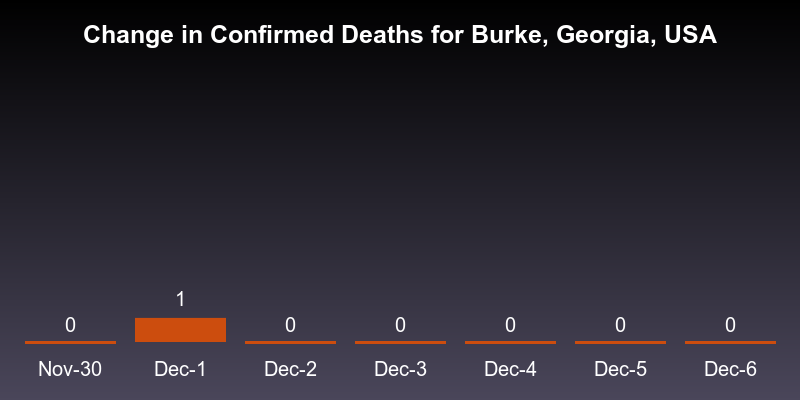 Change in Confirmed Deaths for Burke, Georgia, USA
0 1 0 0 0 0 0
Nov-30 Dec-1 Dec-2 Dec-3 Dec-4 Dec-5 Dec-6